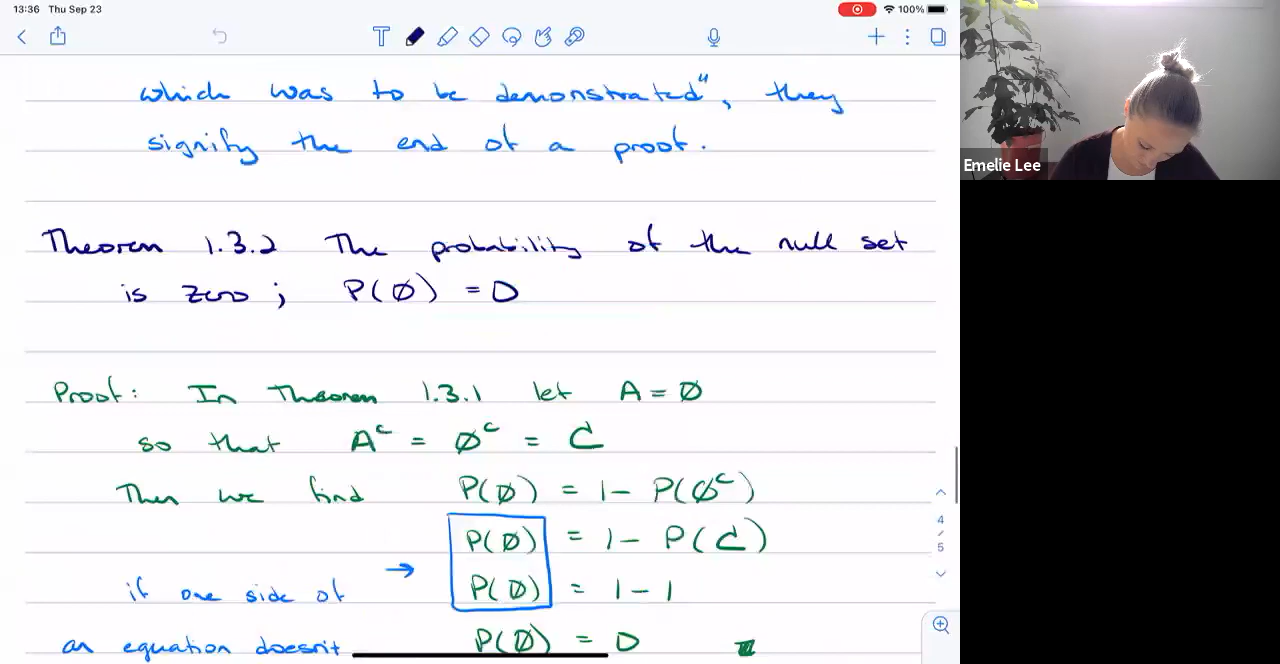 13:36 Thu Sep 23
100%
which was to be demonstrated", they
signify the end of a proof.
Theorem 1.3.2 The probability of the null set
is zero; P(∅) = 0
Proof: In Theorem 1.3.1 let A = ∅
so that Aᶜ = ∅ᶜ = C
Then we find P(∅) = 1 - P(∅ᶜ)
P(∅) = 1 - P(C)
→ P(∅) = 1 - 1
if one side of
an equation doesn't P(∅) = 0
4/5
Emelie Lee
T